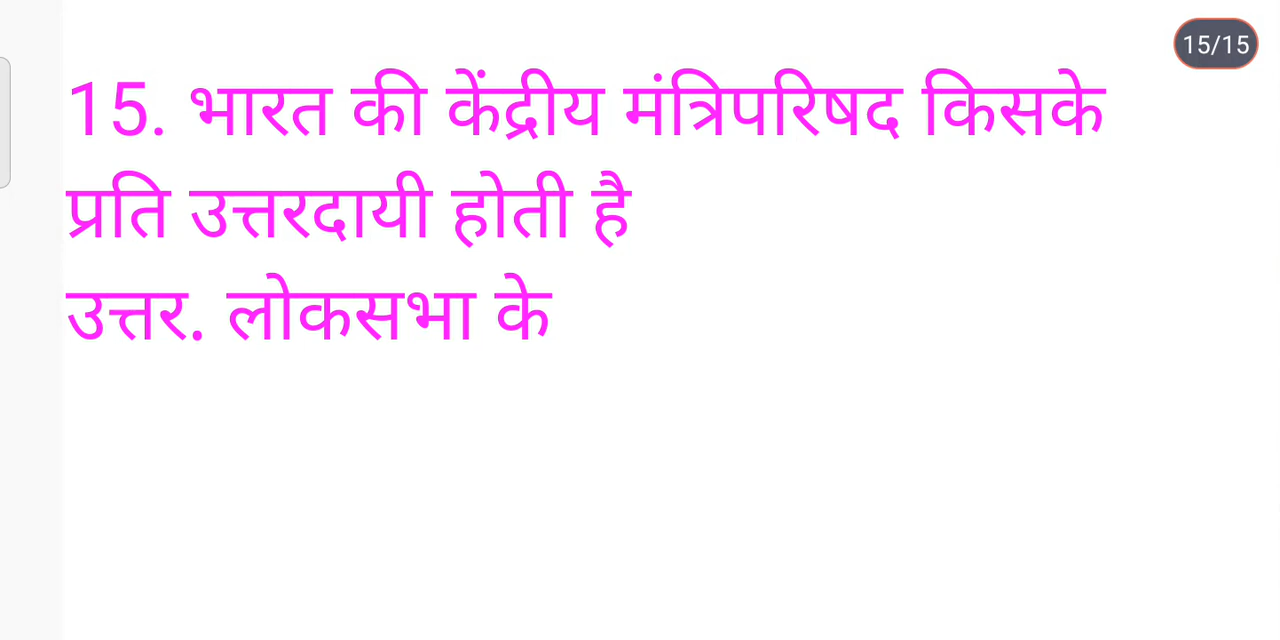 15/15
15. भारत की केंद्रीय मंत्रिपरिषद किसके
प्रति उत्तरदायी होती है
उत्तर. लोकसभा के